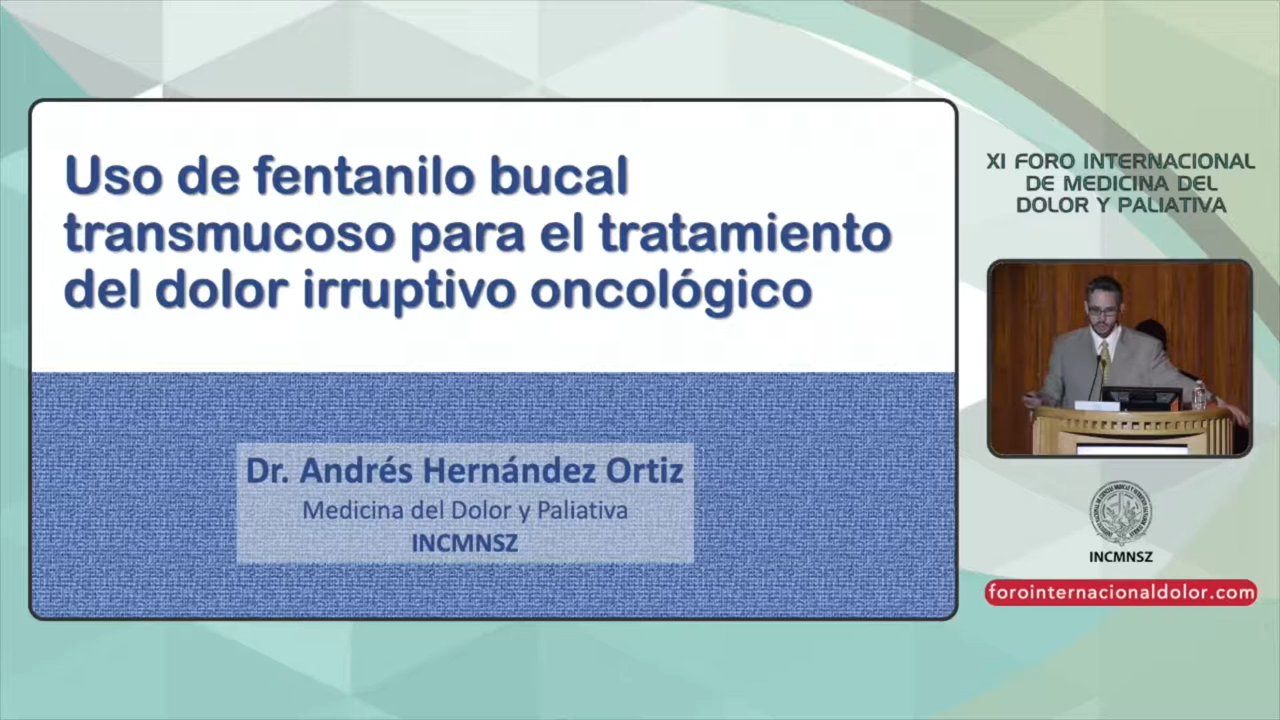 Uso de fentanilo bucal
transmucoso para el tratamiento
del dolor irruptivo oncológico
Dr. Andrés Hernández Ortiz
Medicina del Dolor y Paliativa
INCMNSZ
XI FORO INTERNACIONAL
DE MEDICINA DEL
DOLOR Y PALIATIVA
INCMNSZ
forointernacionaldolor.com